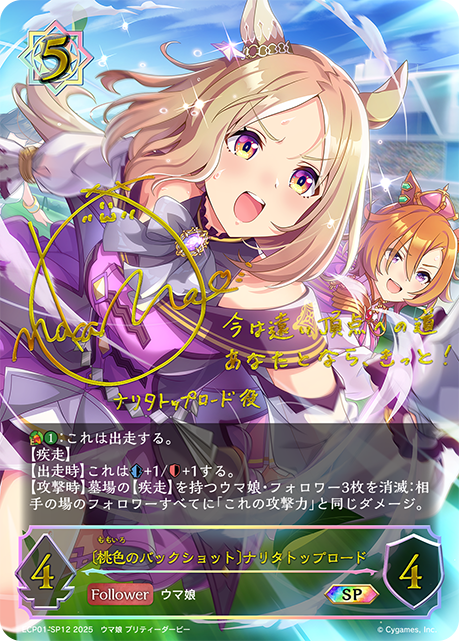 5
今は遠い頂点への道
あなたとなら、きっと!
ナリタトップロード役
1:これは出走する。
【疾走】
【出走時】これは+1/+1する。
【攻撃時】墓場の【疾走】を持つウマ娘・フォロワー3枚を消滅:相
手の場のフォロワーすべてに「これの攻撃力」と同じダメージ。
ももいろ
[桃色のバックショット]ナリタトップロード
4
Follower
ウマ娘
SP
4
ECP01-SP12 2025 ウマ娘 プリティーダービー
© Cygames, Inc.